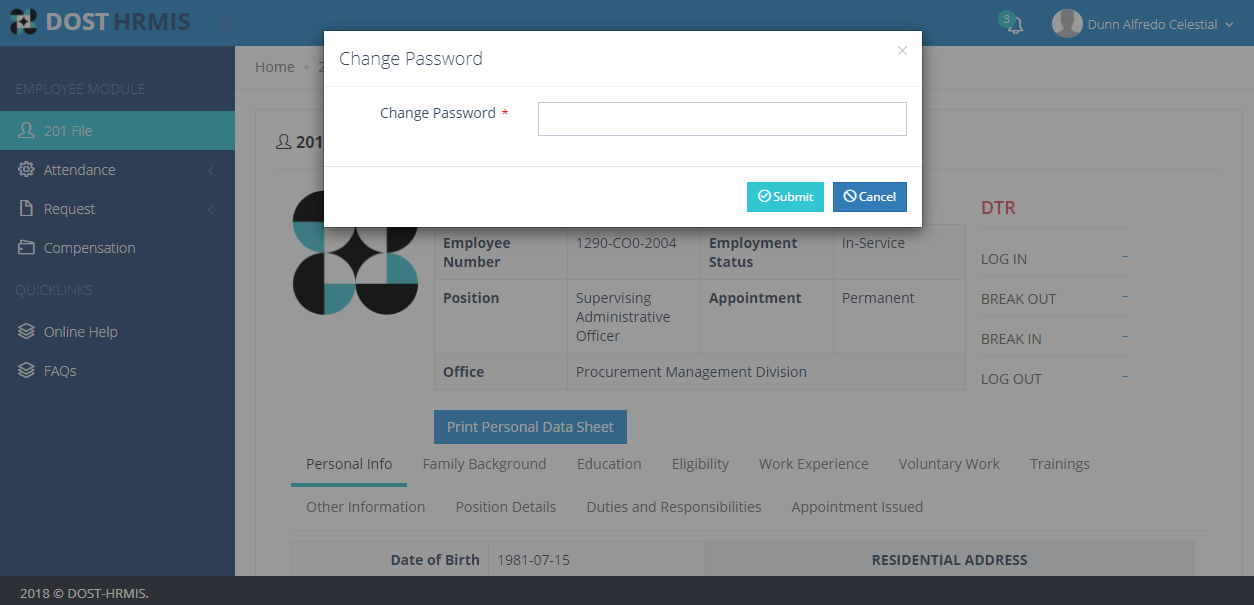 DOST HRMIS
3
Dunn Alfredo Celestial
Change Password
×
Home
2
EMPLOYEE MODULE
201 File
Change Password *
201
Attendance
Request
Submit
Cancel
DTR
Employee Number
1290-CO0-2004
Employment Status
In-Service
Compensation
LOG IN
-
QUICKLINKS
Position
Supervising
Administrative
Officer
Appointment
Permanent
BREAK OUT
-
Online Help
BREAK IN
-
FAQs
Office
Procurement Management Division
LOG OUT
-
Print Personal Data Sheet
Personal Info
Family Background
Education
Eligibility
Work Experience
Voluntary Work
Trainings
Other Information
Position Details
Duties and Responsibilities
Appointment Issued
Date of Birth
1981-07-15
RESIDENTIAL ADDRESS
2018 © DOST-HRMIS.